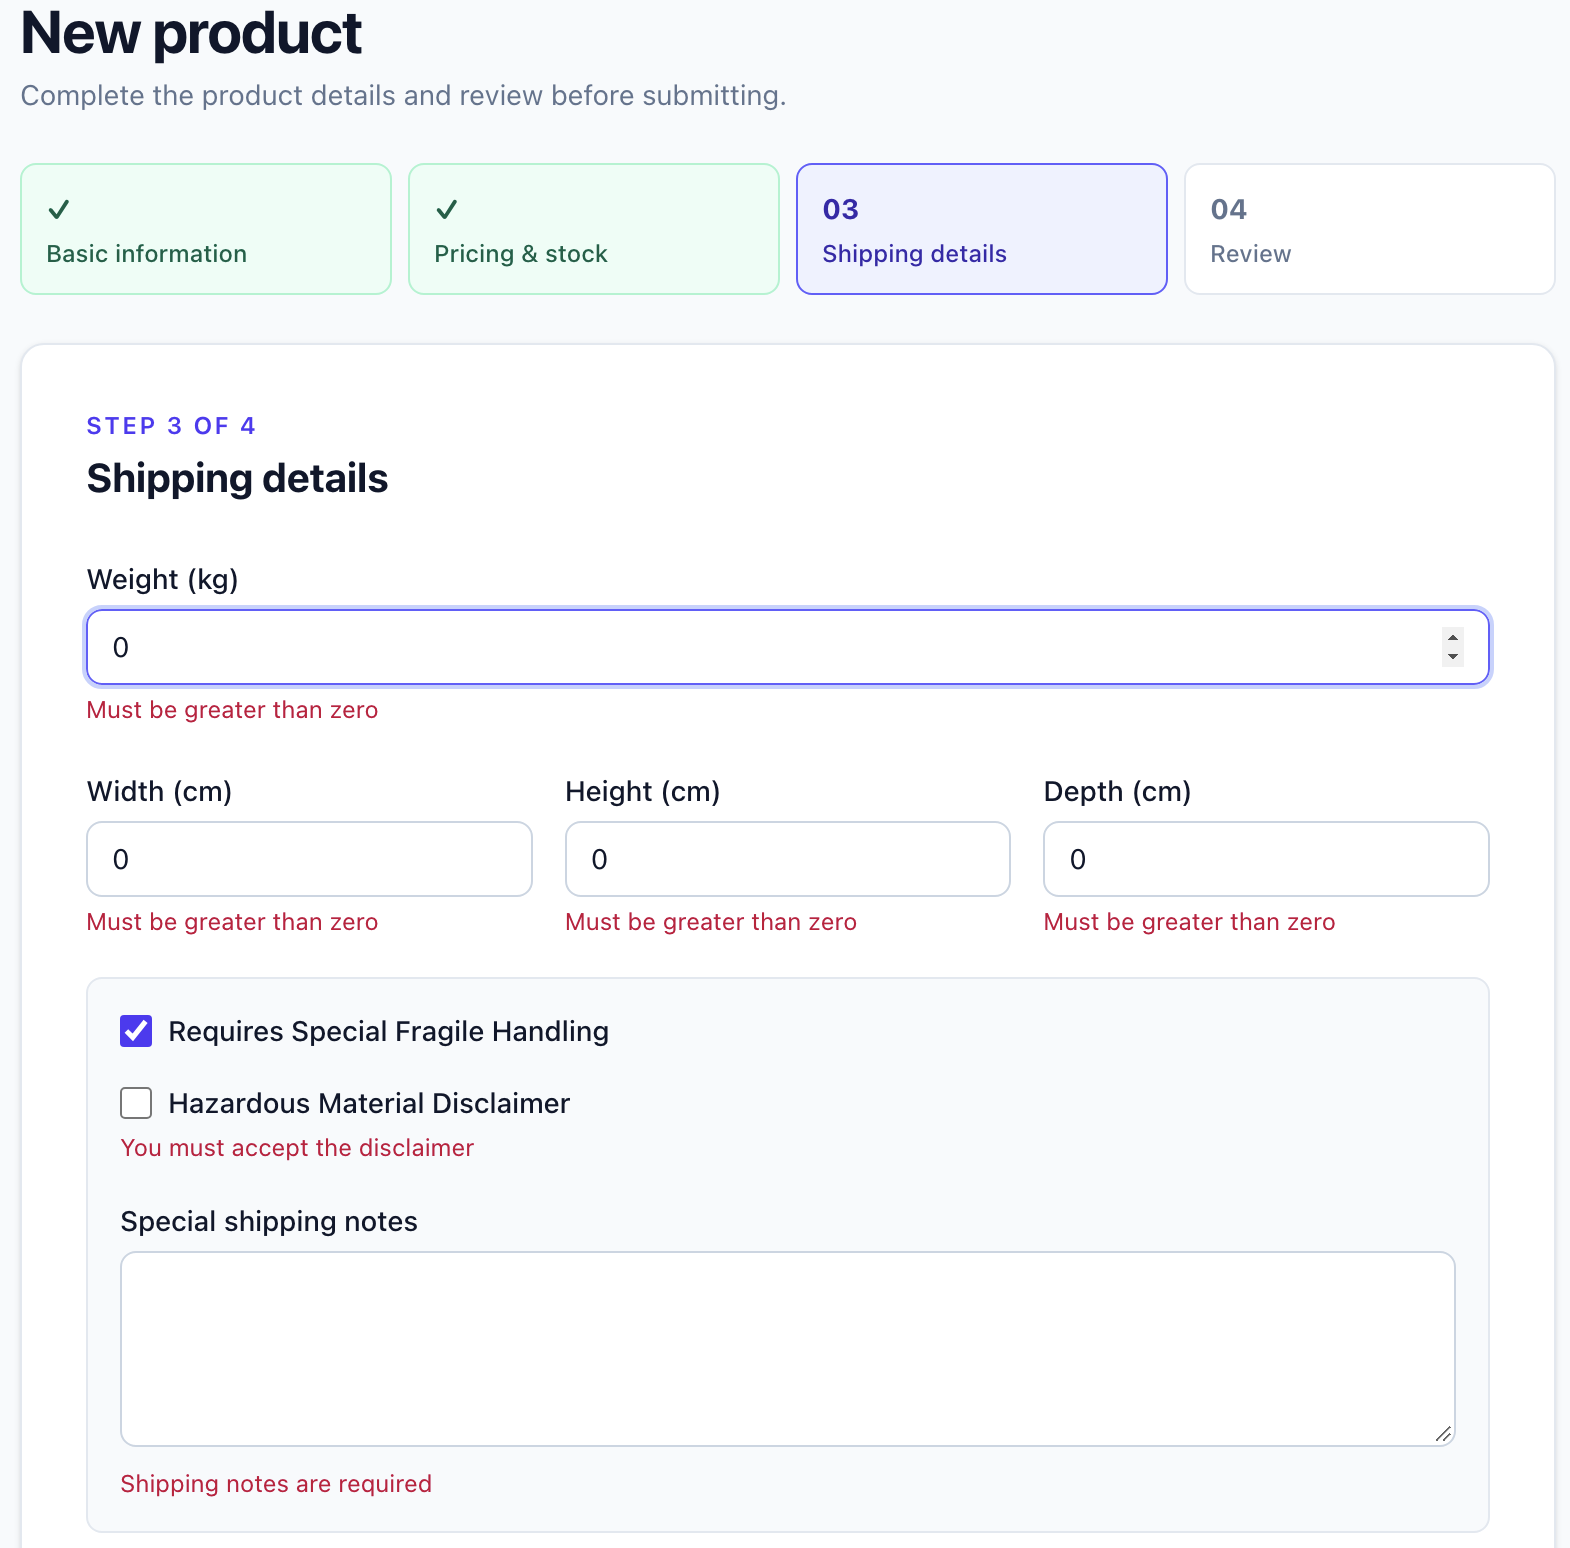 New product
Complete the product details and review before submitting.
Basic information
Pricing & stock
03
Shipping details
04
Review
STEP 3 OF 4
Shipping details
Weight (kg)
0
Must be greater than zero
Width (cm)
0
Must be greater than zero
Height (cm)
0
Must be greater than zero
Depth (cm)
0
Must be greater than zero
Requires Special Fragile Handling
Hazardous Material Disclaimer
You must accept the disclaimer
Special shipping notes
Shipping notes are required